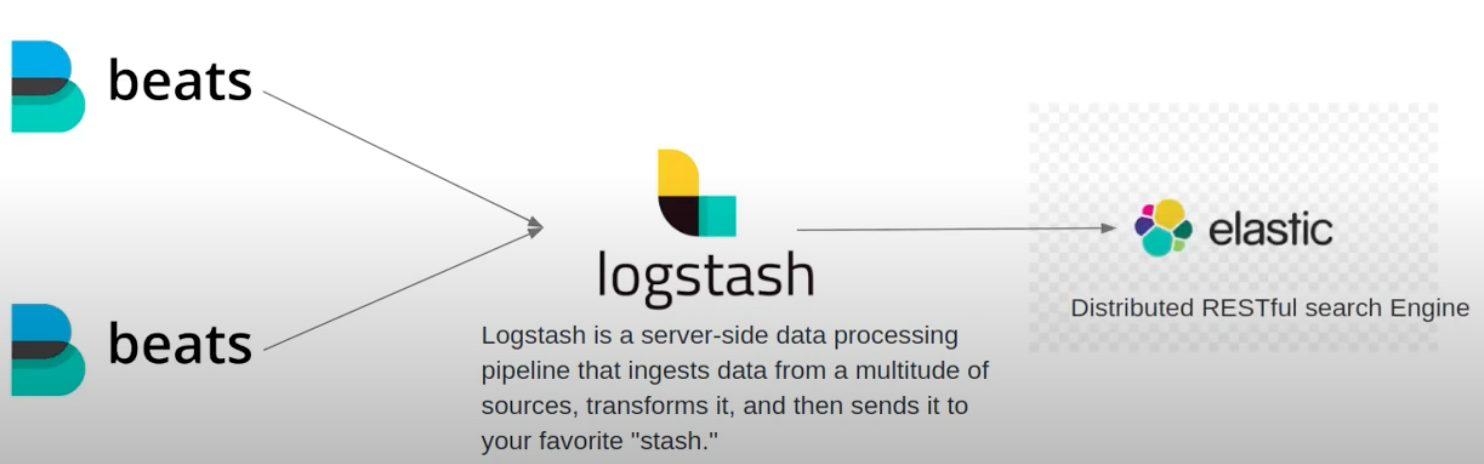 beats
logstash
Logstash is a server-side data processing
pipeline that ingests data from a multitude of
sources, transforms it, and then sends it to
your favorite "stash."
elastic
Distributed RESTful search Engine
beats